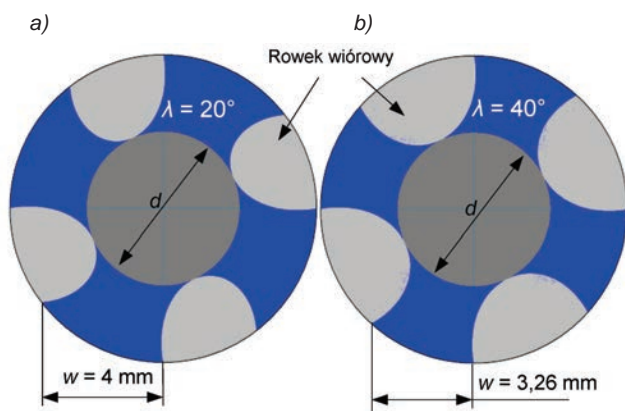 a)
b)
Rowek wiórowy
λ = 20°
λ = 40°
d
d
w = 4 mm
w = 3,26 mm